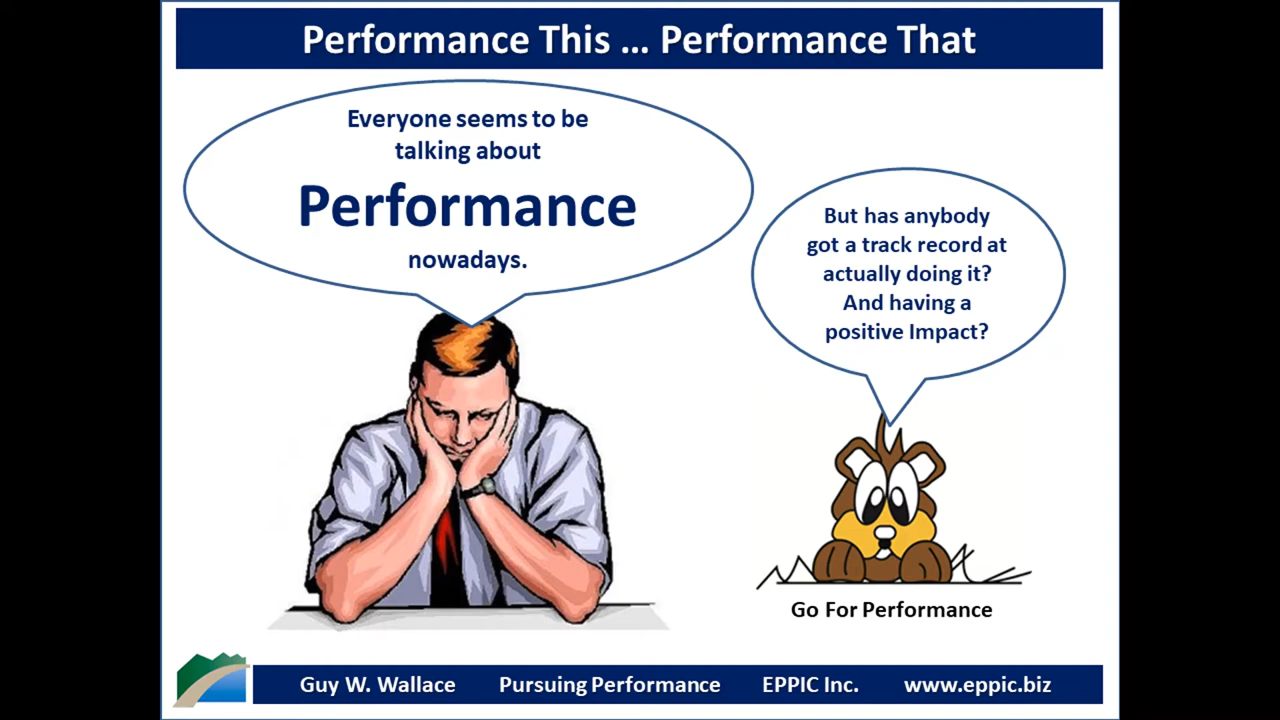 Performance This ... Performance That
Everyone seems to be
talking about
Performance
nowadays.
But has anybody
got a track record at
actually doing it?
And having a
positive Impact?
Go For Performance
Guy W. Wallace Pursuing Performance EPPIC Inc. www.eppic.biz